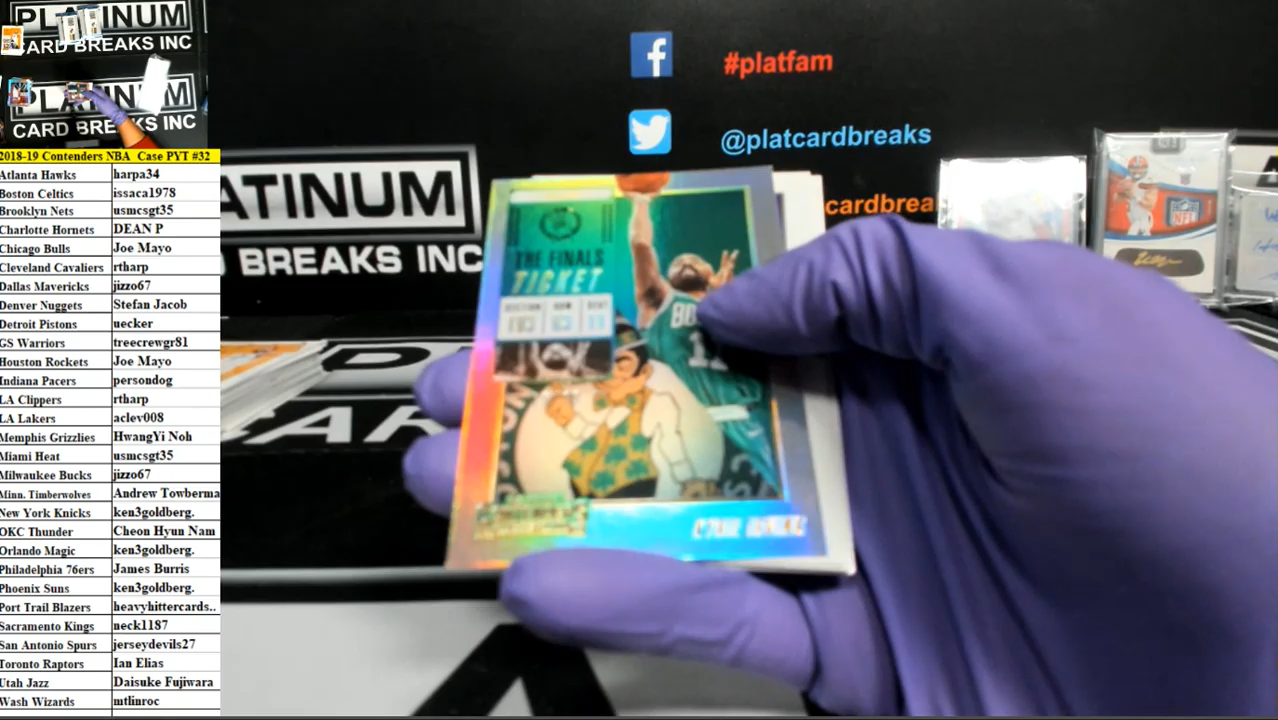 PLATINUM
CARD BREAKS INC
PLATINUM
CARD BREAKS INC
2018-19 Contenders NBA Case PYT #32
Atlanta Hawks harpa34
Boston Celtics issaca1978
Brooklyn Nets usmcsgt35
Charlotte Hornets DEAN P
Chicago Bulls Joe Mayo
Cleveland Cavaliers rtharp
Dallas Mavericks jizzo67
Denver Nuggets Stefan Jacob
Detroit Pistons uecker
GS Warriors treecrewgr81
Houston Rockets Joe Mayo
Indiana Pacers persondog
LA Clippers rtharp
LA Lakers aclev008
Memphis Grizzlies HwangYi Noh
Miami Heat usmcsgt35
Milwaukee Bucks jizzo67
Minn. Timberwolves Andrew Towberma
New York Knicks ken3goldberg.
OKC Thunder Cheon Hyun Nam
Orlando Magic ken3goldberg.
Philadelphia 76ers James Burris
Phoenix Suns ken3goldberg.
Port Trail Blazers heavyhittercards..
Sacramento Kings neck1187
San Antonio Spurs jerseydevils27
Toronto Raptors Ian Elias
Utah Jazz Daisuke Fujiwara
Wash Wizards mtlinroc
#platfam
@platcardbreaks
cardbrea
ATINUM
BREAKS INC
THE FINALS
TICKET
BO
11
NFL